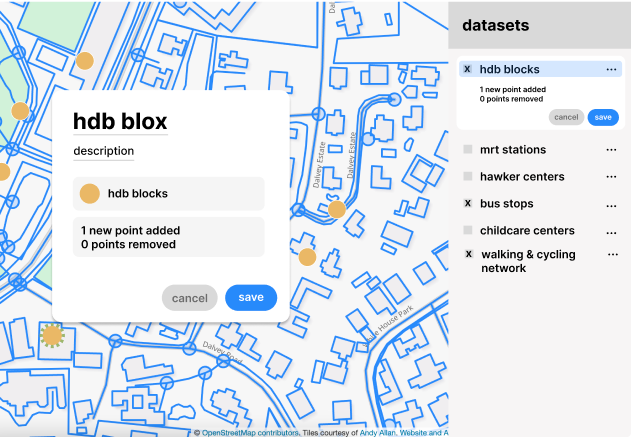 datasets
X hdb blocks ...
1 new point added
0 points removed
cancel save
mrt stations ...
hawker centers ...
X bus stops ...
childcare centers ...
X walking & cycling ...
network
hdb blox
description
hdb blocks
1 new point added
0 points removed
cancel save
Dalvey Estate
Dalvey Estate
Dalvey Road
House Park
© OpenStreetMap contributors. Tiles courtesy of Andy Allan, Website and A